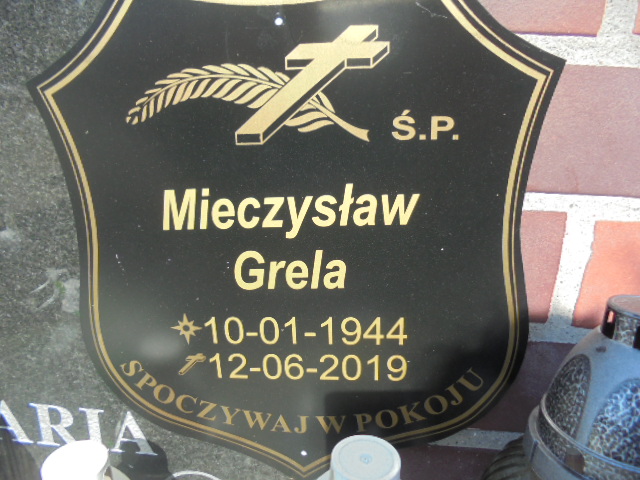 Ś.P.
Mieczysław
Grela
10-01-1944
12-06-2019
SPOCZYWAJ W POKOJU
ARIA